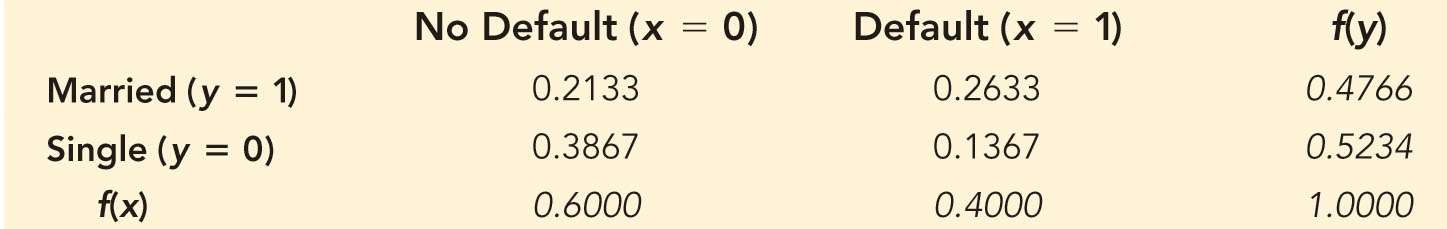 No Default (x = 0) Default (x = 1) f(y)
Married (y = 1) 0.2133 0.2633 0.4766
Single (y = 0) 0.3867 0.1367 0.5234
f(x) 0.6000 0.4000 1.0000